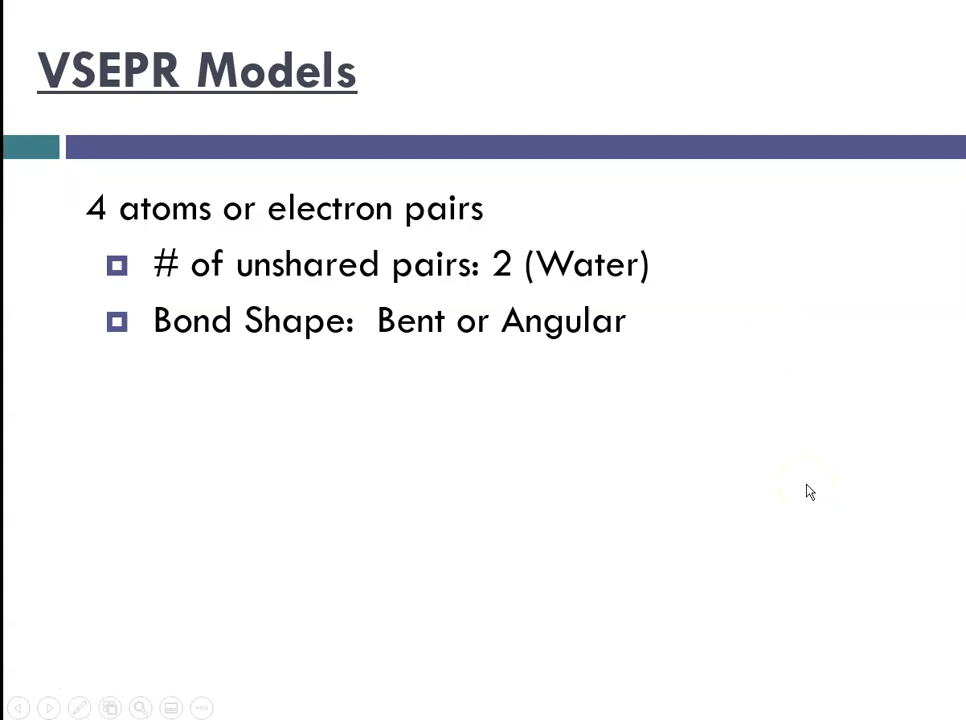 VSEPR Models
4 atoms or electron pairs
# of unshared pairs: 2 (Water)
Bond Shape: Bent or Angular